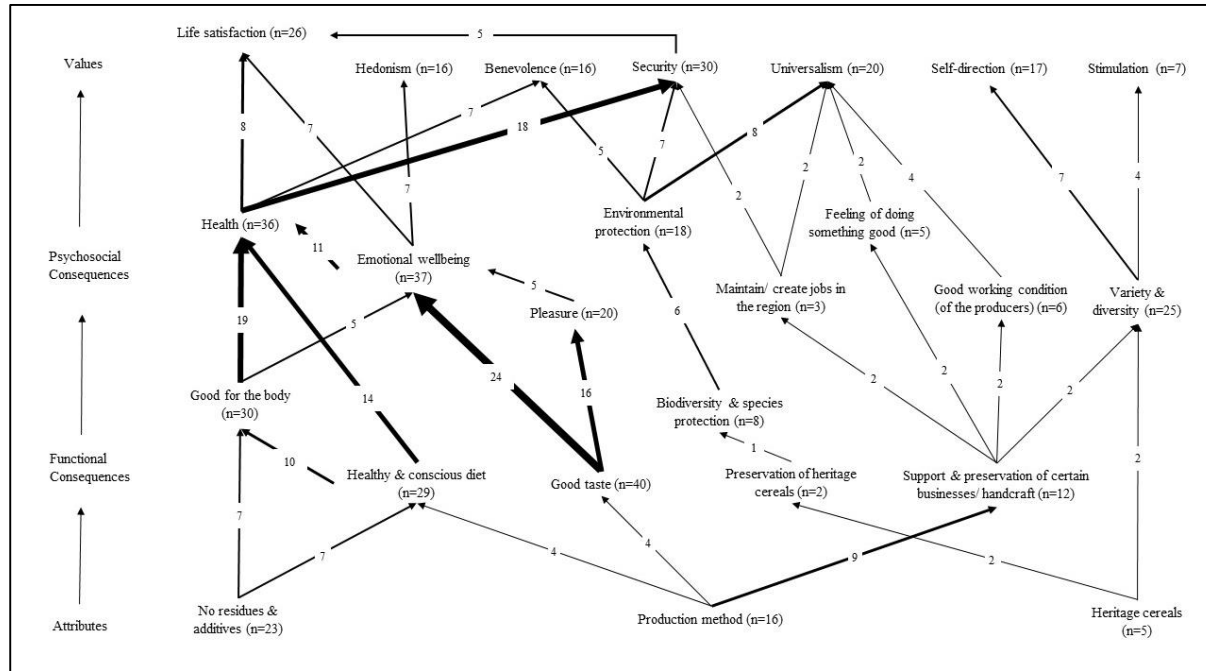 Life satisfaction (n=26)
5
Values
Hedonism (n=16)
Benevolence (n=16)
Security (n=30)
Universalism (n=20)
Self-direction (n=17)
Stimulation (n=7)
8
7
7
18
7
5
7
8
2
2
2
4
7
4
Health (n=36)
Environmental
protection (n=18)
Feeling of doing
something good (n=5)
11
Psychosocial
Consequences
Emotional wellbeing
(n=37)
5
Pleasure (n=20)
6
Maintain/ create jobs in
the region (n=3)
Good working condition
(of the producers) (n=6)
Variety &
diversity (n=25)
19
5
14
24
16
2
2
2
2
Good for the body
(n=30)
Biodiversity & species
protection (n=8)
1
2
Functional
Consequences
10
Healthy & conscious diet
(n=29)
Good taste (n=40)
Preservation of heritage
cereals (n=2)
Support & preservation of certain
businesses/ handcraft (n=12)
7
7
4
4
9
2
Attributes
No residues &
additives (n=23)
Production method (n=16)
Heritage cereals
(n=5)